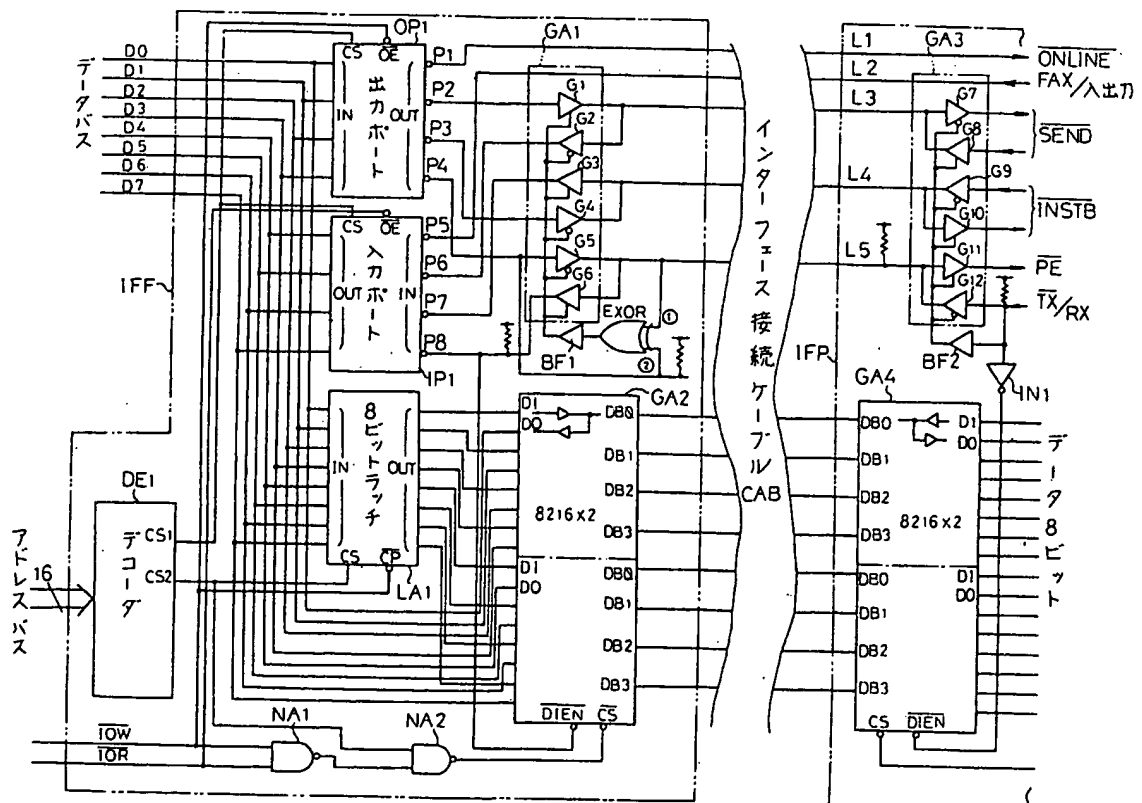 OP1
GA1
GA3
D0
D1
D2
D3
D4
D5
D6
D7
データバス
CS
OE
IN
OUT
出力ポート
P1
P2
P3
P4
G1
G2
G3
G4
G5
G6
CS
OE
OUT
IN
入力ポート
P5
P6
P7
P8
IP1
IFF
EXOR
①
②
BF1
インターフェース接続ケーブル
CAB
L1
L2
L3
L4
L5
G7
G8
G9
G10
G11
G12
BF2
IN1
ONLINE
FAX/入出力
SEND
INSTB
PE
TX/RX
IFP
8ビットラッチ
IN
OUT
CS
CP
LA1
GA2
DI
DO
DB0
DB1
DB2
DB3
8216×2
DI
DO
DB0
DB1
DB2
DB3
DIEN
CS
GA4
DB0
DB1
DB2
DB3
DI
DO
8216×2
DB0
DB1
DB2
DB3
DI
DO
CS
DIEN
データ8ビット
DE1
デコーダ
CS1
CS2
アドレスバス
16
NA1
NA2
IOW
IOR